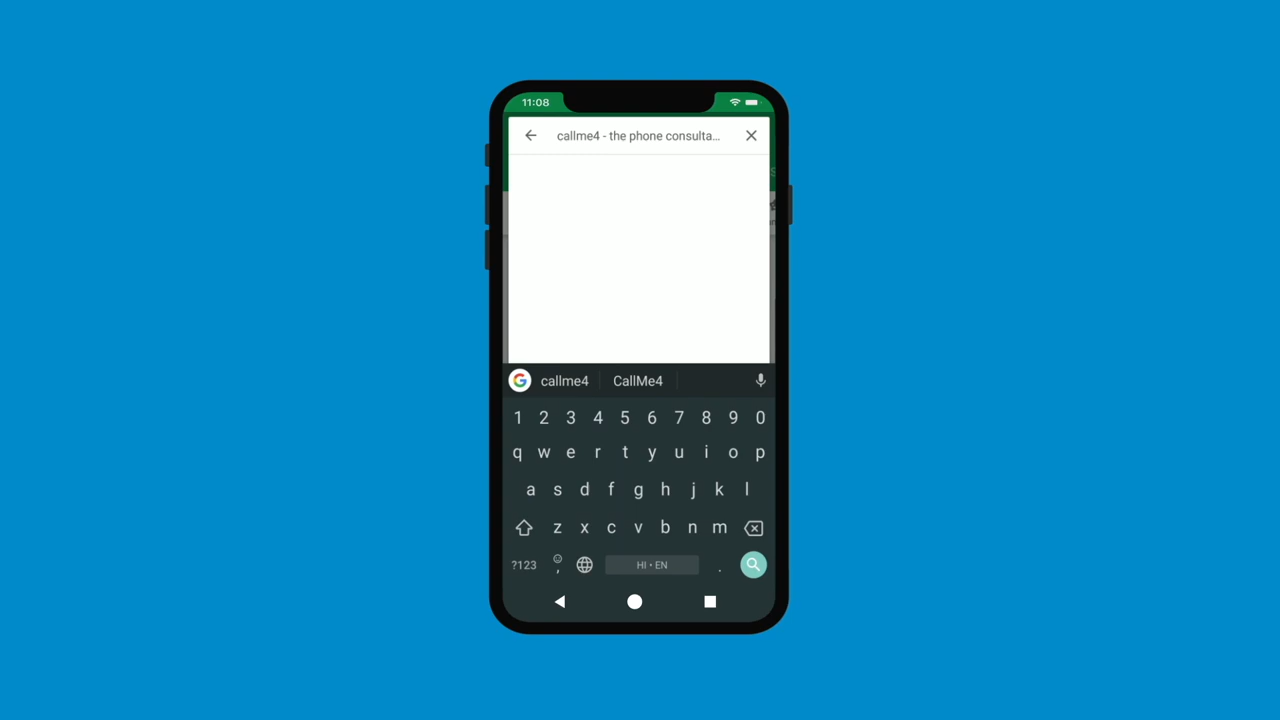 11:08
callme4 - the phone consulta...
callme4 CallMe4
1 2 3 4 5 6 7 8 9 0
q w e r t y u i o p
a s d f g h j k l
z x c v b n m
?123 , HI • EN .